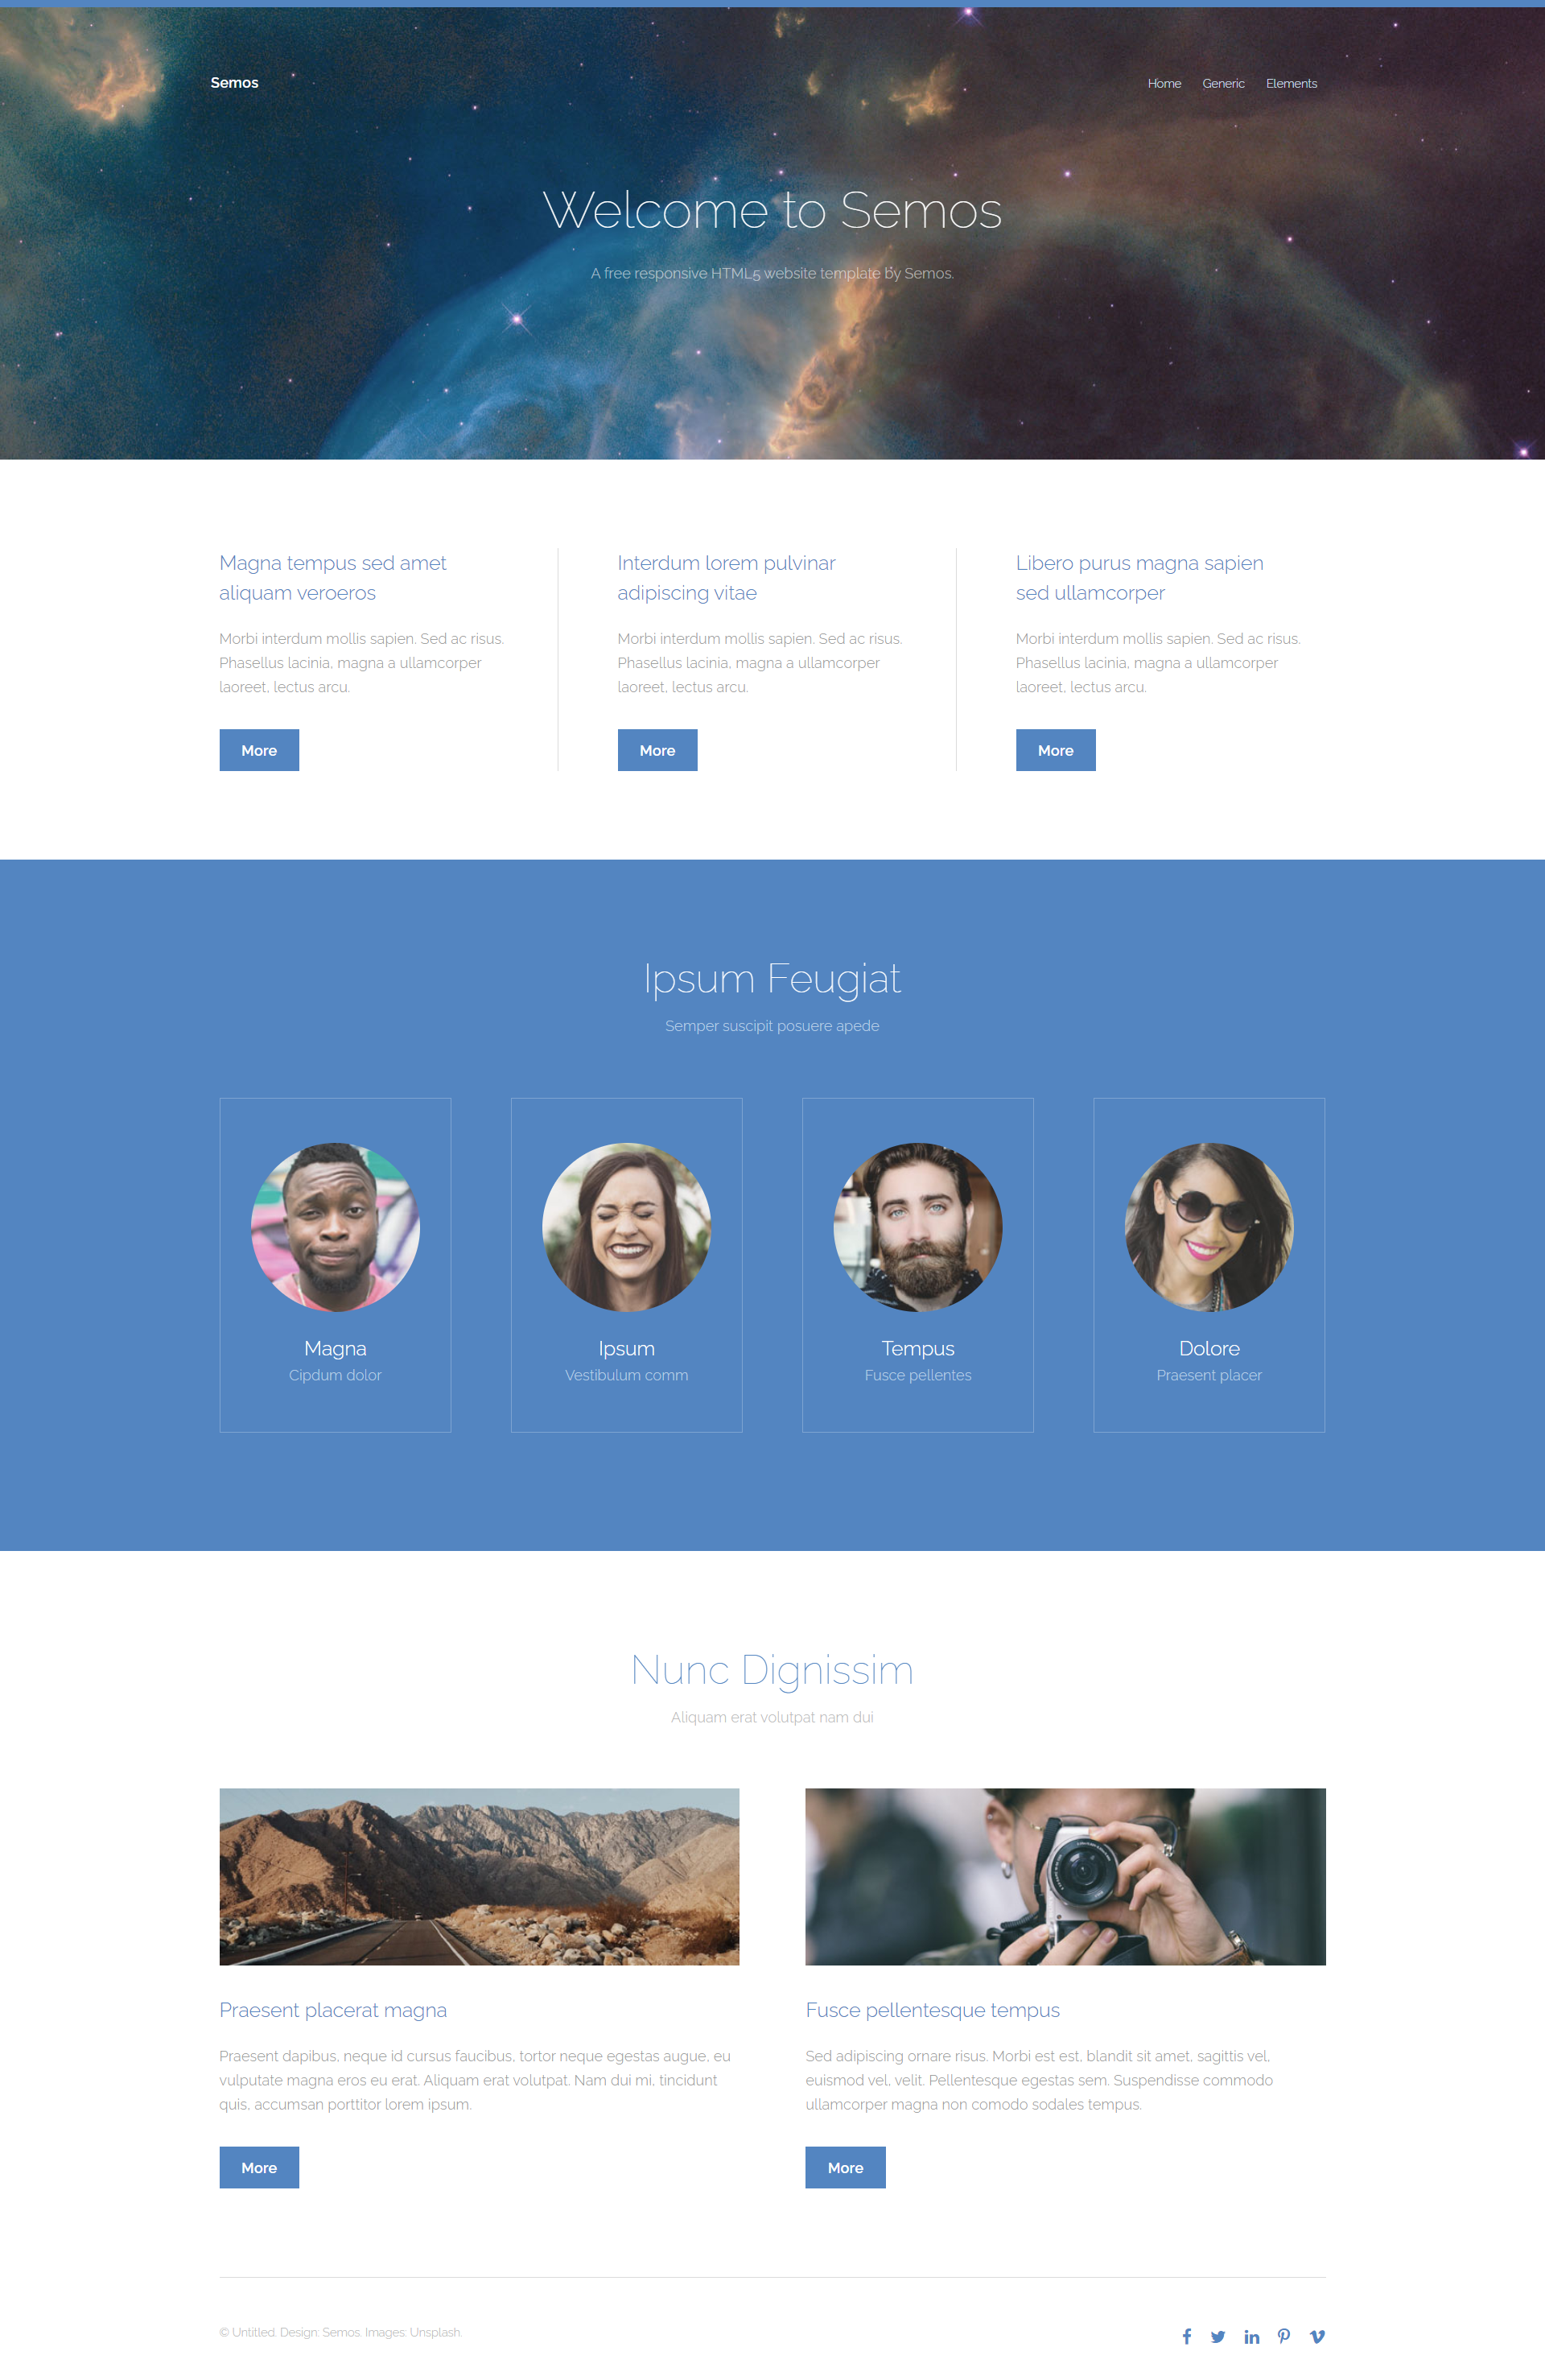 Semos
Home Generic Elements
Welcome to Semos
A free responsive HTML5 website template by Semos.
Magna tempus sed amet
aliquam veroeros
Morbi interdum mollis sapien. Sed ac risus.
Phasellus lacinia, magna a ullamcorper
laoreet, lectus arcu.
More
Interdum lorem pulvinar
adipiscing vitae
Morbi interdum mollis sapien. Sed ac risus.
Phasellus lacinia, magna a ullamcorper
laoreet, lectus arcu.
More
Libero purus magna sapien
sed ullamcorper
Morbi interdum mollis sapien. Sed ac risus.
Phasellus lacinia, magna a ullamcorper
laoreet, lectus arcu.
More
Ipsum Feugiat
Semper suscipit posuere apede
Magna
Cipdum dolor
Ipsum
Vestibulum comm
Tempus
Fusce pellentes
Dolore
Praesent placer
Nunc Dignissim
Aliquam erat volutpat nam dui
Praesent placerat magna
Praesent dapibus, neque id cursus faucibus, tortor neque egestas augue, eu
vulputate magna eros eu erat. Aliquam erat volutpat. Nam dui mi, tincidunt
quis, accumsan porttitor lorem ipsum.
More
Fusce pellentesque tempus
Sed adipiscing ornare risus. Morbi est est, blandit sit amet, sagittis vel,
euismod vel, velit. Pellentesque egestas sem. Suspendisse commodo
ullamcorper magna non comodo sodales tempus.
More
© Untitled. Design: Semos. Images: Unsplash.